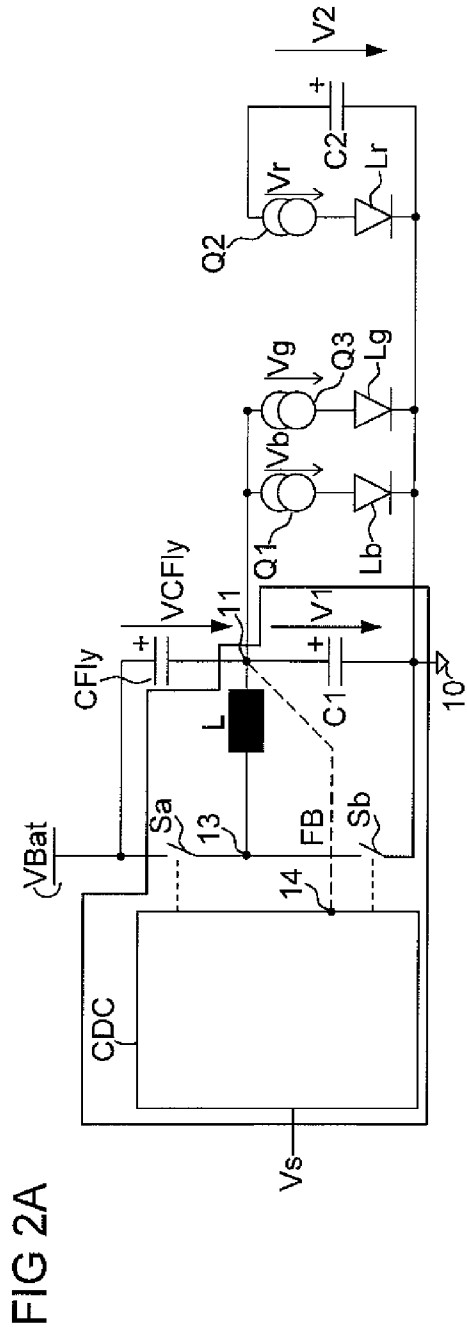 FIG 2A
VBat
CFly
+
VCFly
CDC
Sa
L
11
13
+
V1
C1
FB
14
Sb
Vs
10
Q1
Vb
Vg
Q3
Lb
Lg
Q2
Vr
Lr
+
C2
V2